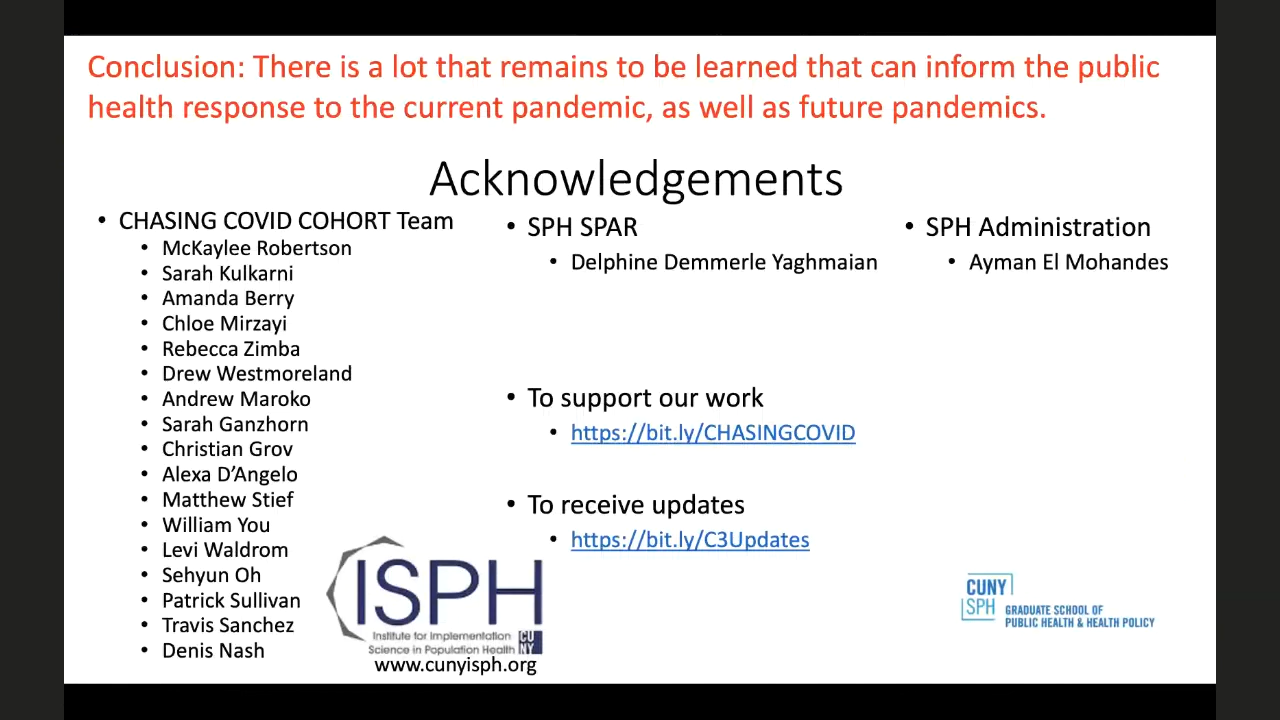 Conclusion: There is a lot that remains to be learned that can inform the public
health response to the current pandemic, as well as future pandemics.
Acknowledgements
• CHASING COVID COHORT Team
• McKaylee Robertson
• Sarah Kulkarni
• Amanda Berry
• Chloe Mirzayi
• Rebecca Zimba
• Drew Westmoreland
• Andrew Maroko
• Sarah Ganzhorn
• Christian Grov
• Alexa D’Angelo
• Matthew Stief
• William You
• Levi Waldrom
• Sehyun Oh
• Patrick Sullivan
• Travis Sanchez
• Denis Nash
• SPH SPAR
• Delphine Demmerle Yaghmaian
• To support our work
• https://bit.ly/CHASINGCOVID
• To receive updates
• https://bit.ly/C3Updates
• SPH Administration
• Ayman El Mohandes
ISPH
Institute for Implementation
Science in Population Health
CU
NY
www.cunyisph.org
CUNY
SPH
GRADUATE SCHOOL OF
PUBLIC HEALTH & HEALTH POLICY